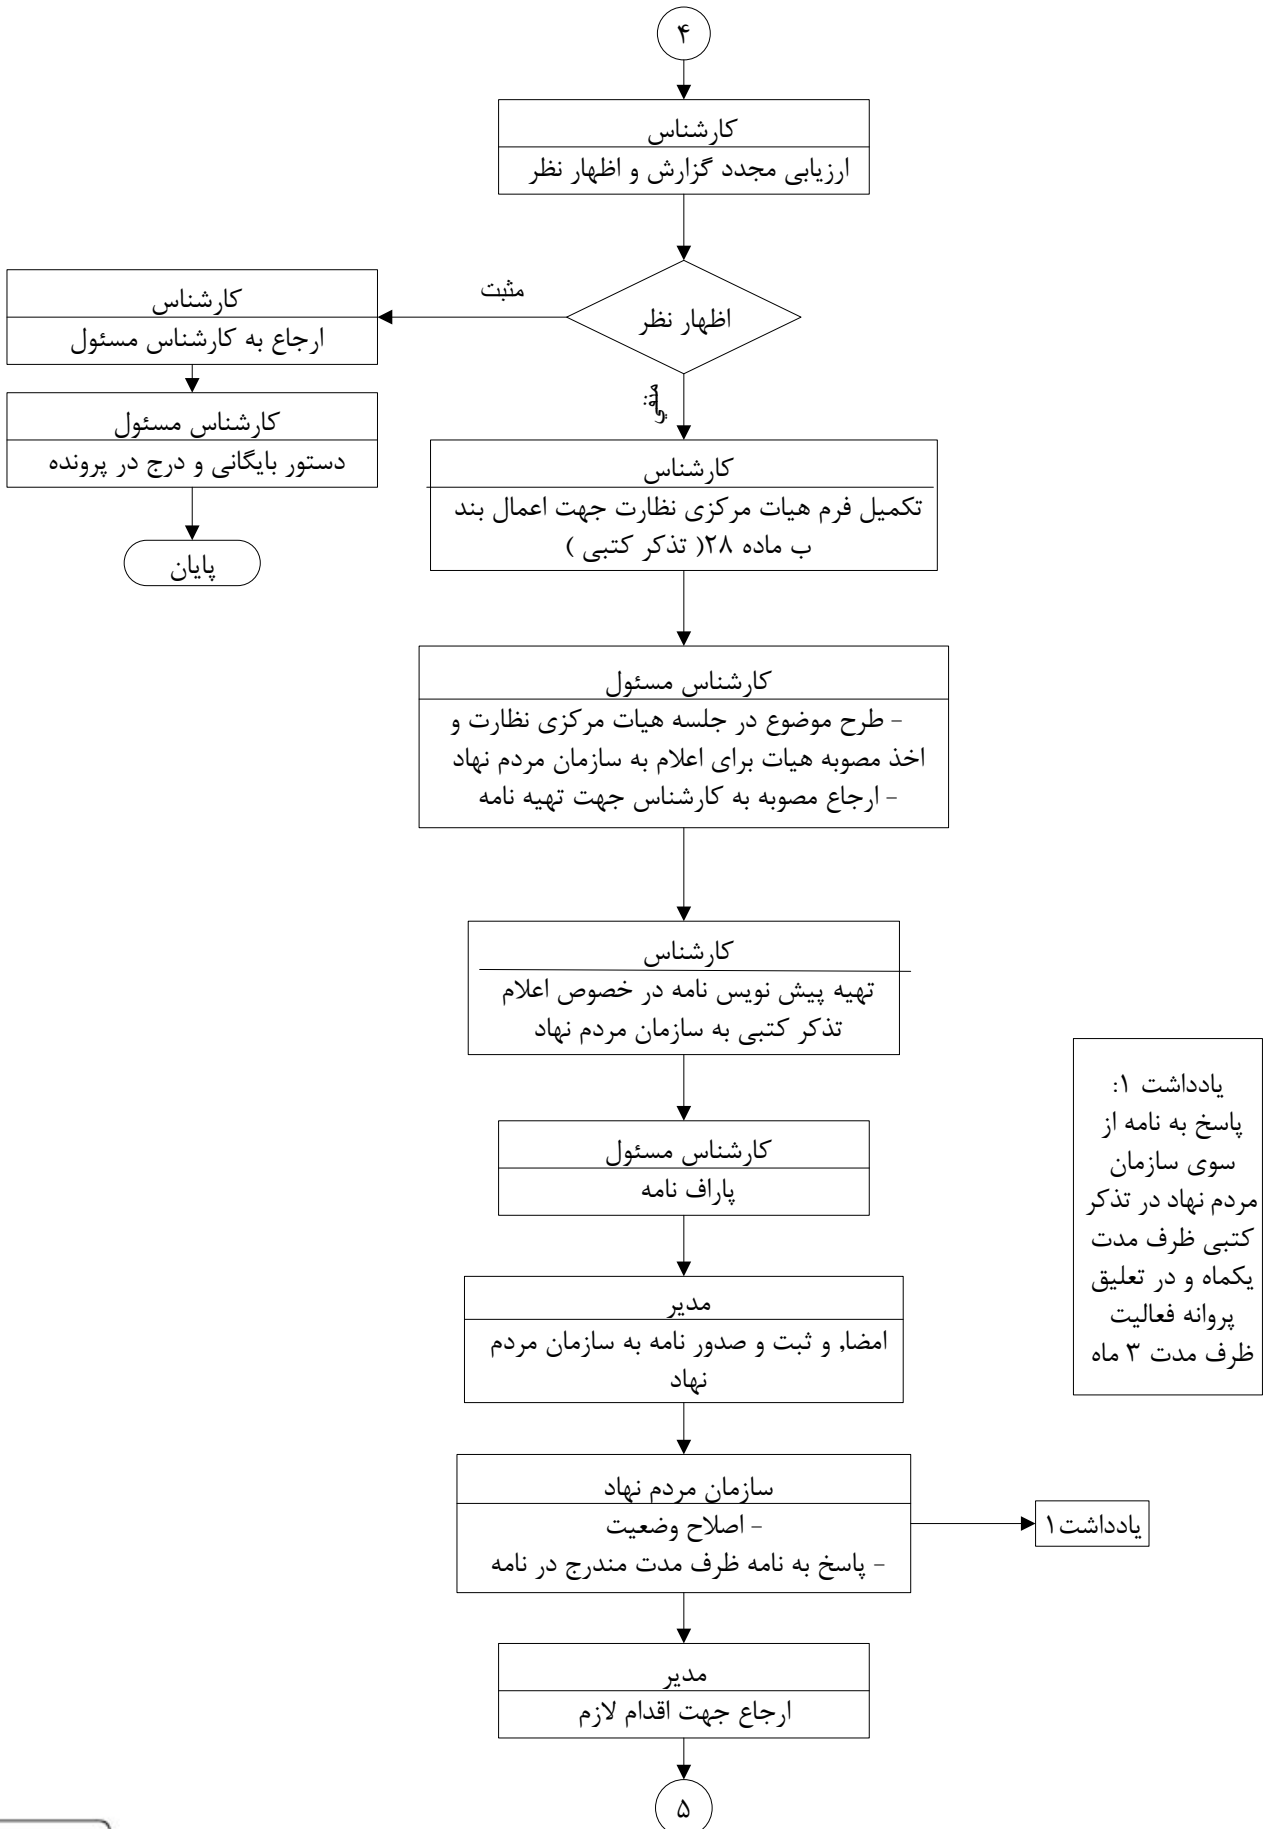 ۴
کارشناس
ارزیابی مجدد گزارش و اظهار نظر
اظهار نظر
مثبت
کارشناس
ارجاع به کارشناس مسئول
کارشناس مسئول
دستور بایگانی و درج در پرونده
پایان
منفي
کارشناس
تکمیل فرم هیات مرکزی نظارت جهت اعمال بند
ب ماده ۲۸( تذکر کتبی )
کارشناس مسئول
- طرح موضوع در جلسه هیات مرکزی نظارت و
اخذ مصوبه هیات برای اعلام به سازمان مردم نهاد
- ارجاع مصوبه به کارشناس جهت تهیه نامه
کارشناس
تهیه پیش نویس نامه در خصوص اعلام
تذکر کتبی به سازمان مردم نهاد
کارشناس مسئول
پاراف نامه
مدیر
امضا, و ثبت و صدور نامه به سازمان مردم
نهاد
سازمان مردم نهاد
- اصلاح وضعیت
- پاسخ به نامه ظرف مدت مندرج در نامه
یادداشت۱
یادداشت ۱:
پاسخ به نامه از
سوی سازمان
مردم نهاد در تذکر
کتبی ظرف مدت
یکماه و در تعلیق
پروانه فعالیت
ظرف مدت ۳ ماه
مدیر
ارجاع جهت اقدام لازم
۵